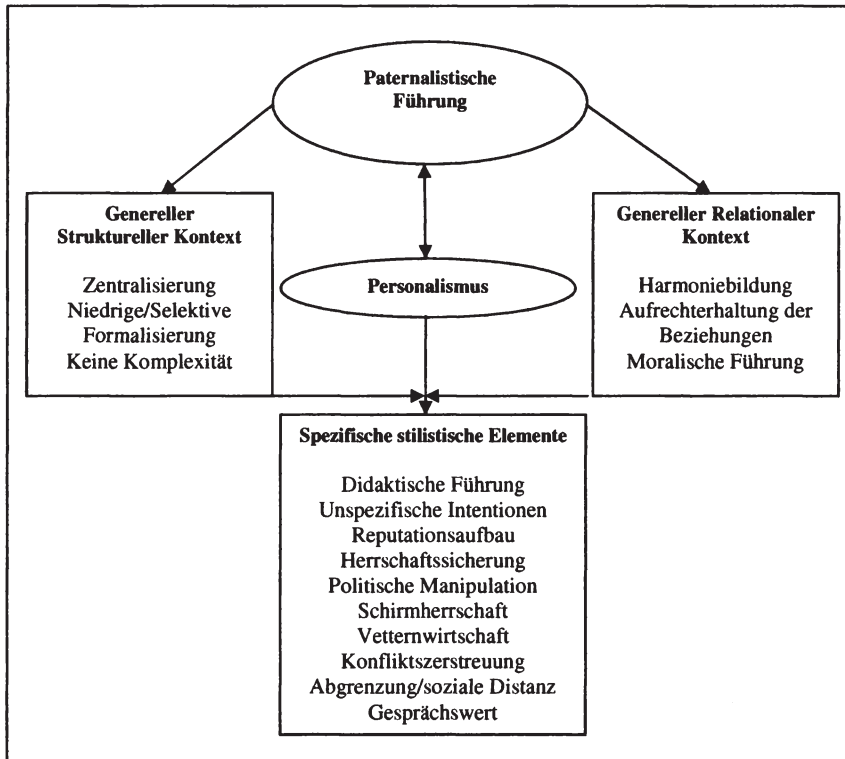 Paternalistische
Führung
Genereller
Struktureller Kontext
Zentralisierung
Niedrige/Selektive
Formalisierung
Keine Komplexität
Personalismus
Genereller Relationaler
Kontext
Harmoniebildung
Aufrechterhaltung der
Beziehungen
Moralische Führung
Spezifische stilistische Elemente
Didaktische Führung
Unspezifische Intentionen
Reputationsaufbau
Herrschaftssicherung
Politische Manipulation
Schirmherrschaft
Vetternwirtschaft
Konfliktszerstreuung
Abgrenzung/soziale Distanz
Gesprächswert